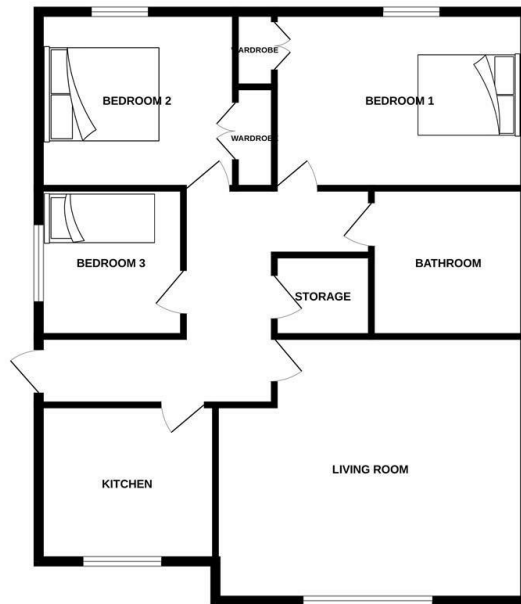 WARDROBE
BEDROOM 2
BEDROOM 1
WARDROBE
BEDROOM 3
BATHROOM
STORAGE
LIVING ROOM
KITCHEN